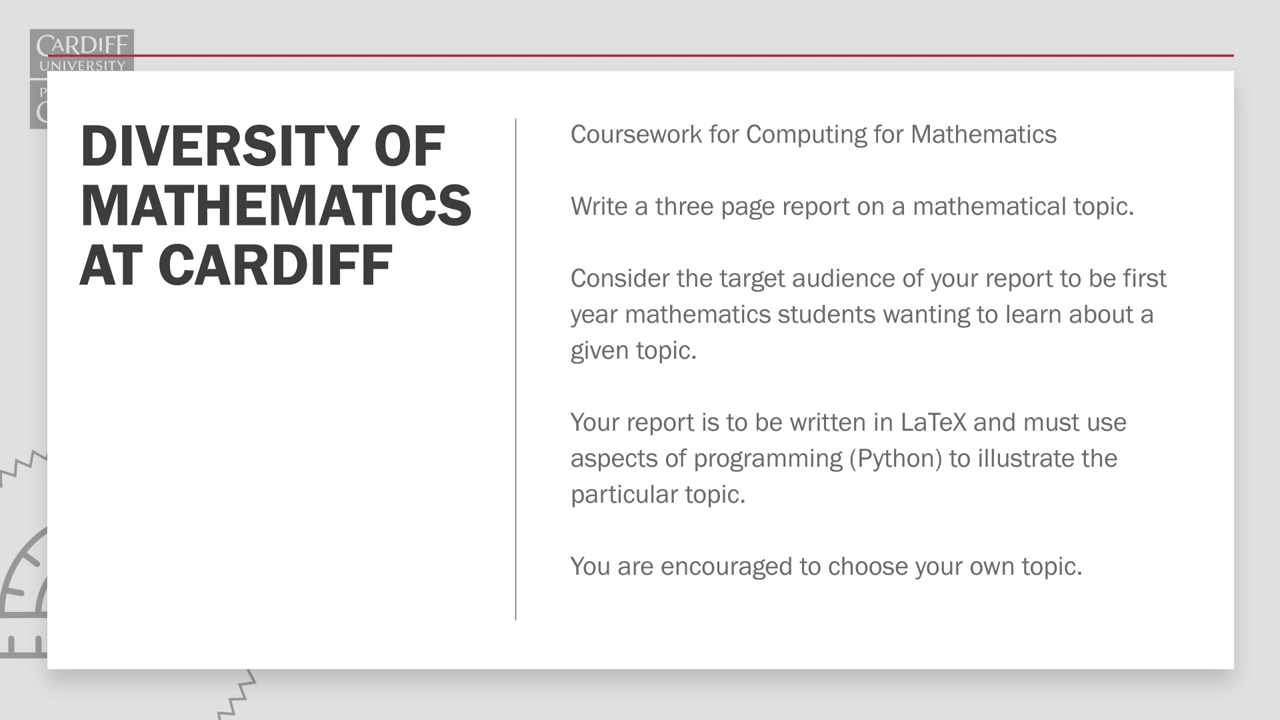 CARDIFF
UNIVERSITY
DIVERSITY OF
MATHEMATICS
AT CARDIFF
Coursework for Computing for Mathematics
Write a three page report on a mathematical topic.
Consider the target audience of your report to be first
year mathematics students wanting to learn about a
given topic.
Your report is to be written in LaTeX and must use
aspects of programming (Python) to illustrate the
particular topic.
You are encouraged to choose your own topic.